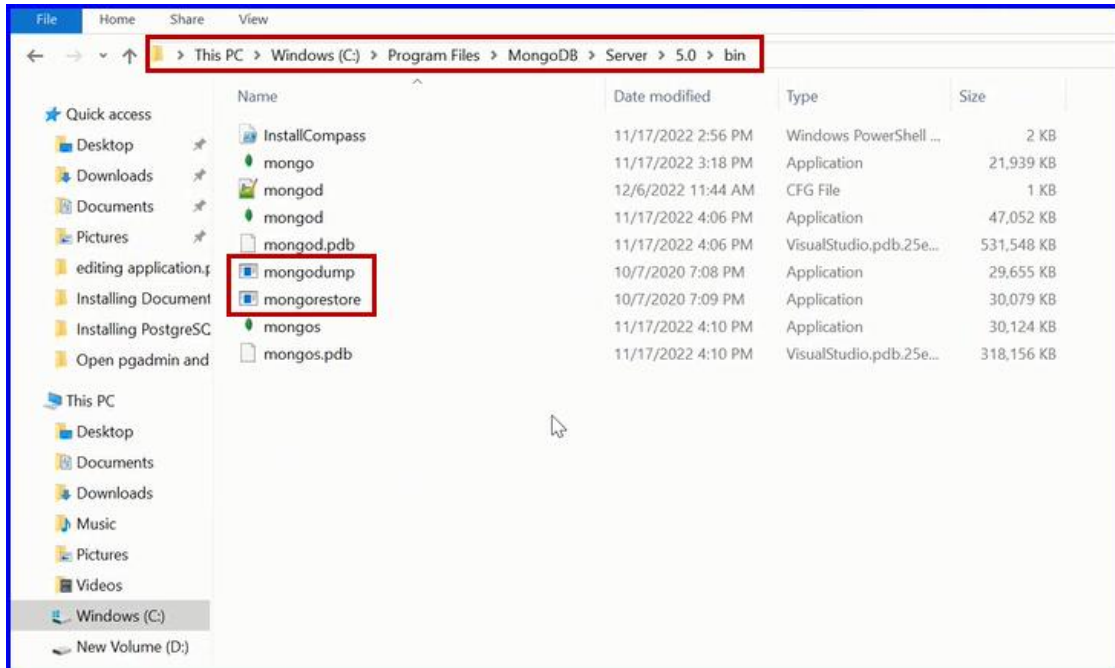 File Home Share View
This PC > Windows (C:) > Program Files > MongoDB > Server > 5.0 > bin
Name Date modified Type Size
Quick access
Desktop
Downloads
Documents
Pictures
editing application.p
Installing Document
Installing PostgreSQ
Open pgadmin and
This PC
Desktop
Documents
Downloads
Music
Pictures
Videos
Windows (C:)
New Volume (D:)
InstallCompass 11/17/2022 2:56 PM Windows PowerShell ... 2 KB
mongo 11/17/2022 3:18 PM Application 21,939 KB
mongod 12/6/2022 11:44 AM CFG File 1 KB
mongod 11/17/2022 4:06 PM Application 47,052 KB
mongod.pdb 11/17/2022 4:06 PM VisualStudio.pdb.25e... 531,548 KB
mongodump 10/7/2020 7:08 PM Application 29,655 KB
mongorestore 10/7/2020 7:09 PM Application 30,079 KB
mongos 11/17/2022 4:10 PM Application 30,124 KB
mongos.pdb 11/17/2022 4:10 PM VisualStudio.pdb.25e... 318,156 KB